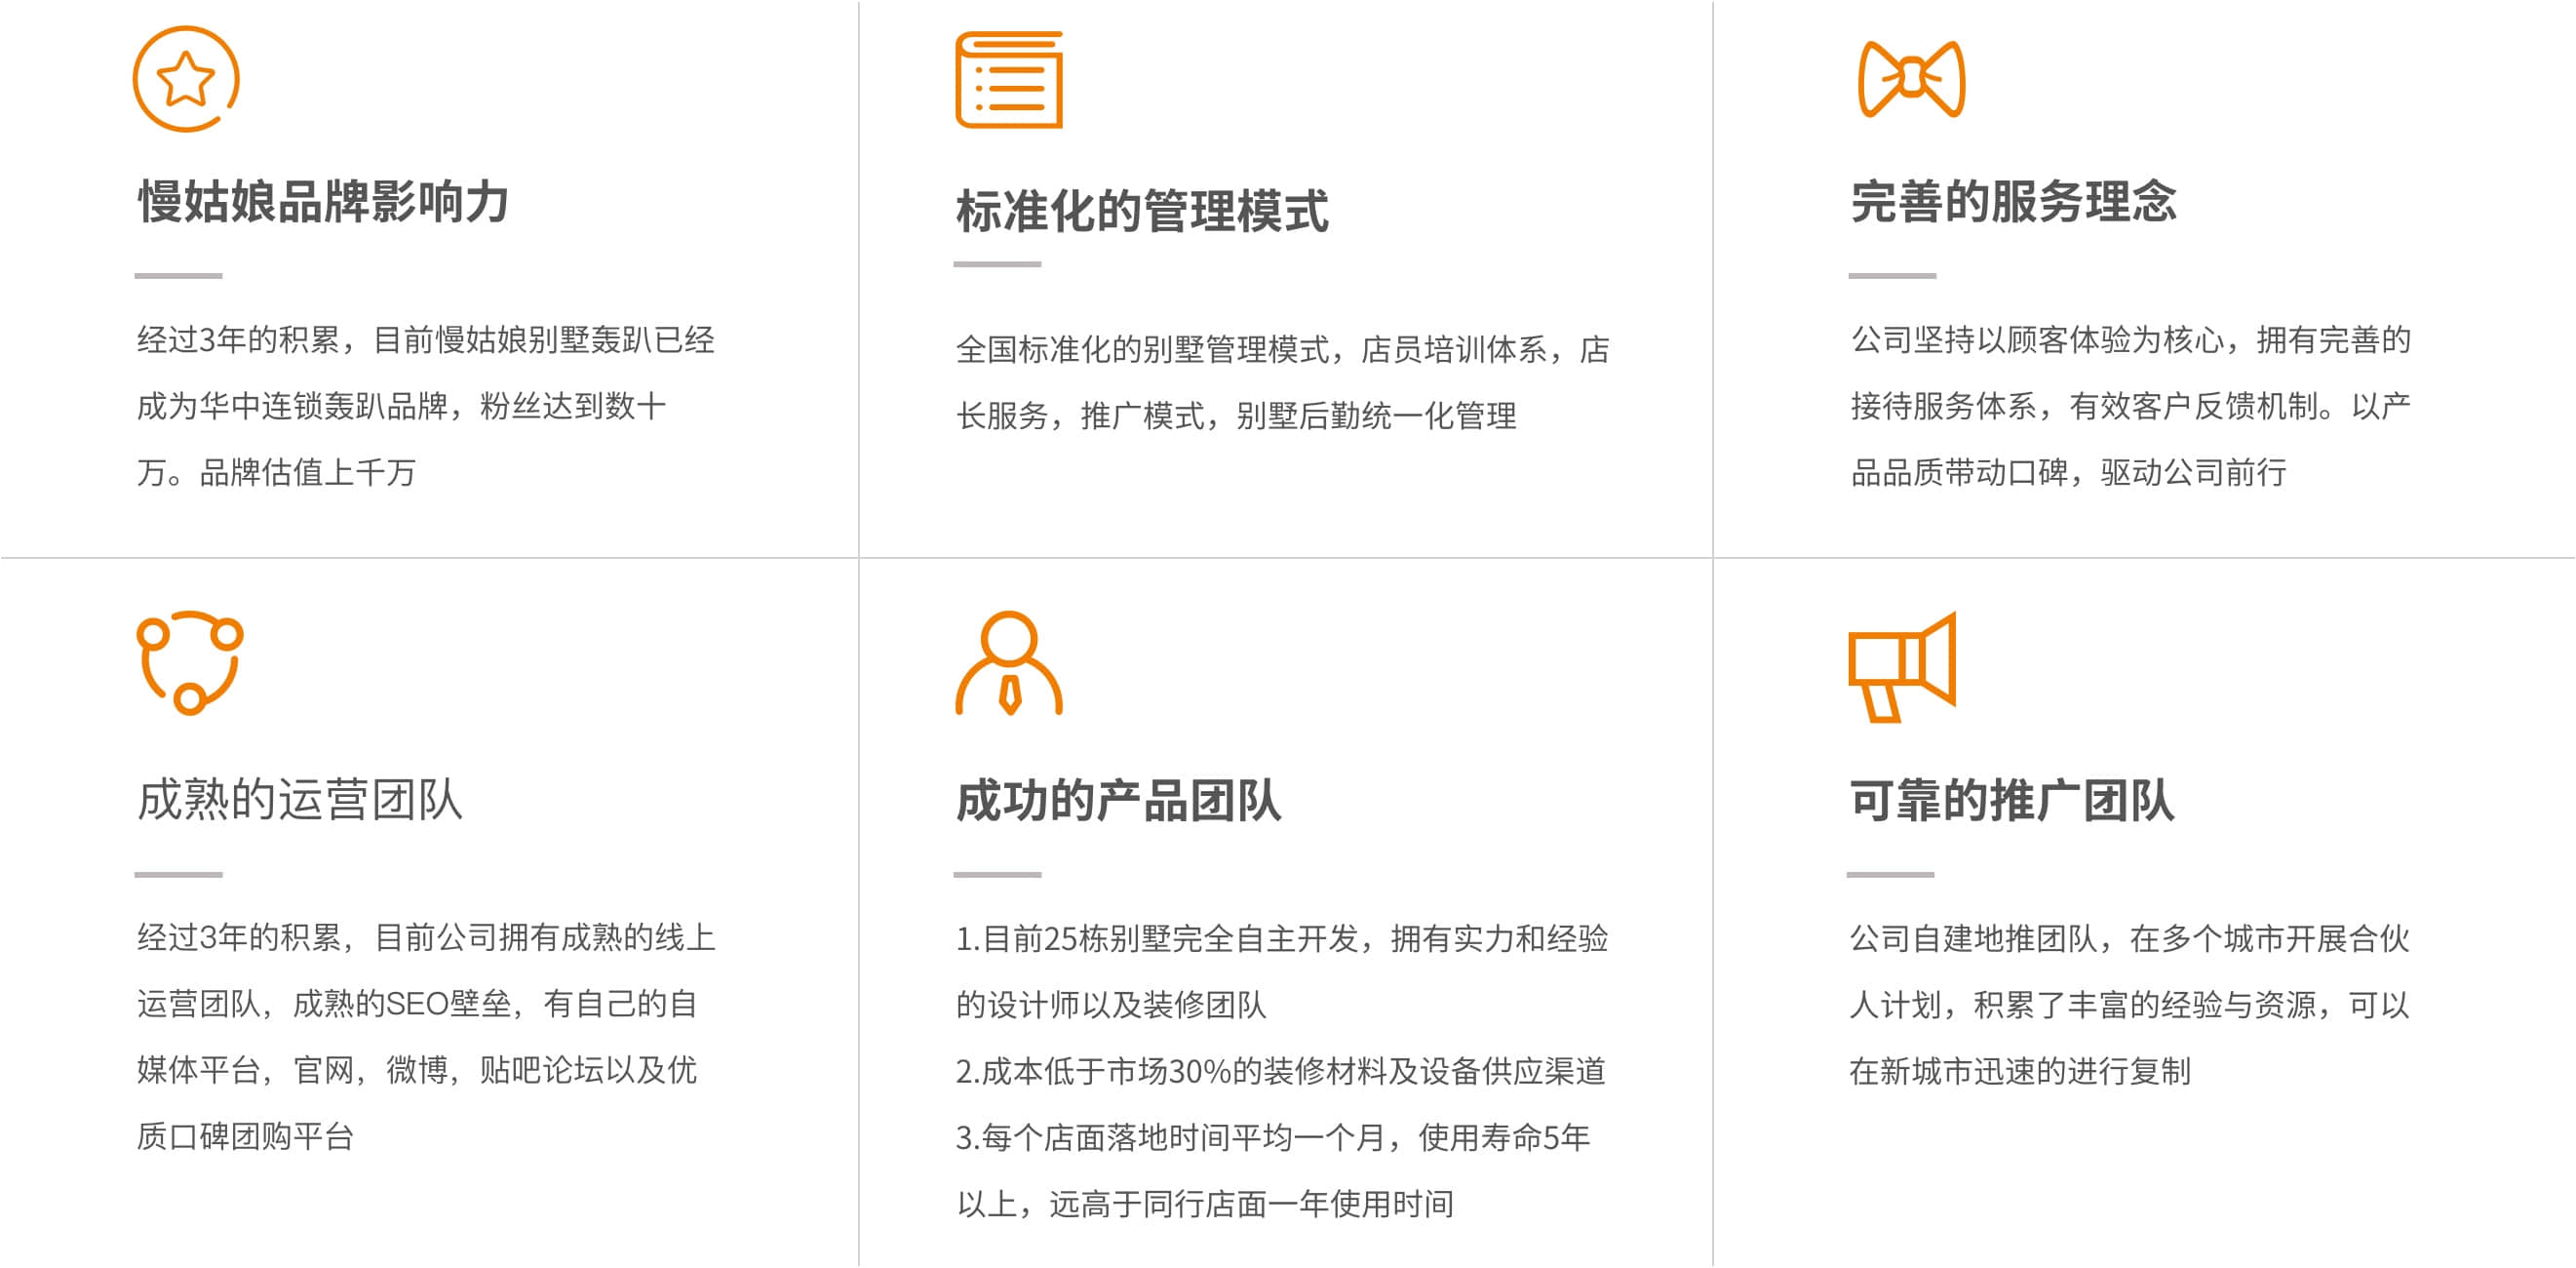 慢姑娘品牌影响力
经过3年的积累，目前慢姑娘别墅轰趴已经
成为华中连锁轰趴品牌，粉丝达到数十
万。品牌估值上千万
标准化的管理模式
全国标准化的别墅管理模式，店员培训体系，店
长服务，推广模式，别墅后勤统一化管理
完善的服务理念
公司坚持以顾客体验为核心，拥有完善的
接待服务体系，有效客户反馈机制。以产
品品质带动口碑，驱动公司前行
成熟的运营团队
经过3年的积累，目前公司拥有成熟的线上
运营团队，成熟的SEO壁垒，有自己的自
媒体平台，官网，微博，贴吧论坛以及优
质口碑团购平台
成功的产品团队
1.目前25栋别墅完全自主开发，拥有实力和经验
的设计师以及装修团队
2.成本低于市场30%的装修材料及设备供应渠道
3.每个店面落地时间平均一个月，使用寿命5年
以上，远高于同行店面一年使用时间
可靠的推广团队
公司自建地推团队，在多个城市开展合伙
人计划，积累了丰富的经验与资源，可以
在新城市迅速的进行复制